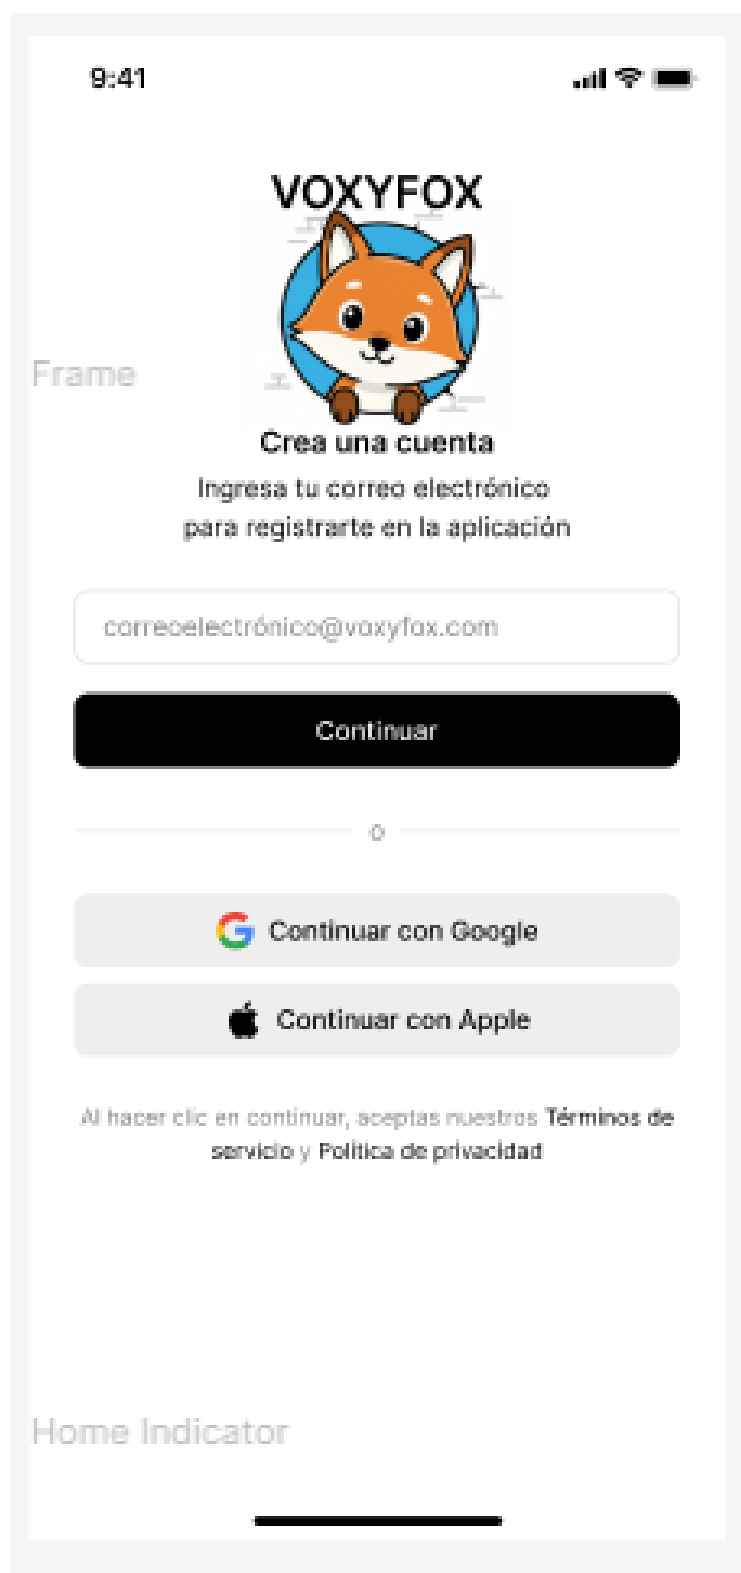 9:41
VOXYFOX
Frame
Crea una cuenta
Ingresa tu correo electrónico
para registrarte en la aplicación
correoelectrónico@voxyfox.com
Continuar
o
Continuar con Google
Continuar con Apple
Al hacer clic en continuar, aceptas nuestros Términos de
servicio y Política de privacidad
Home Indicator